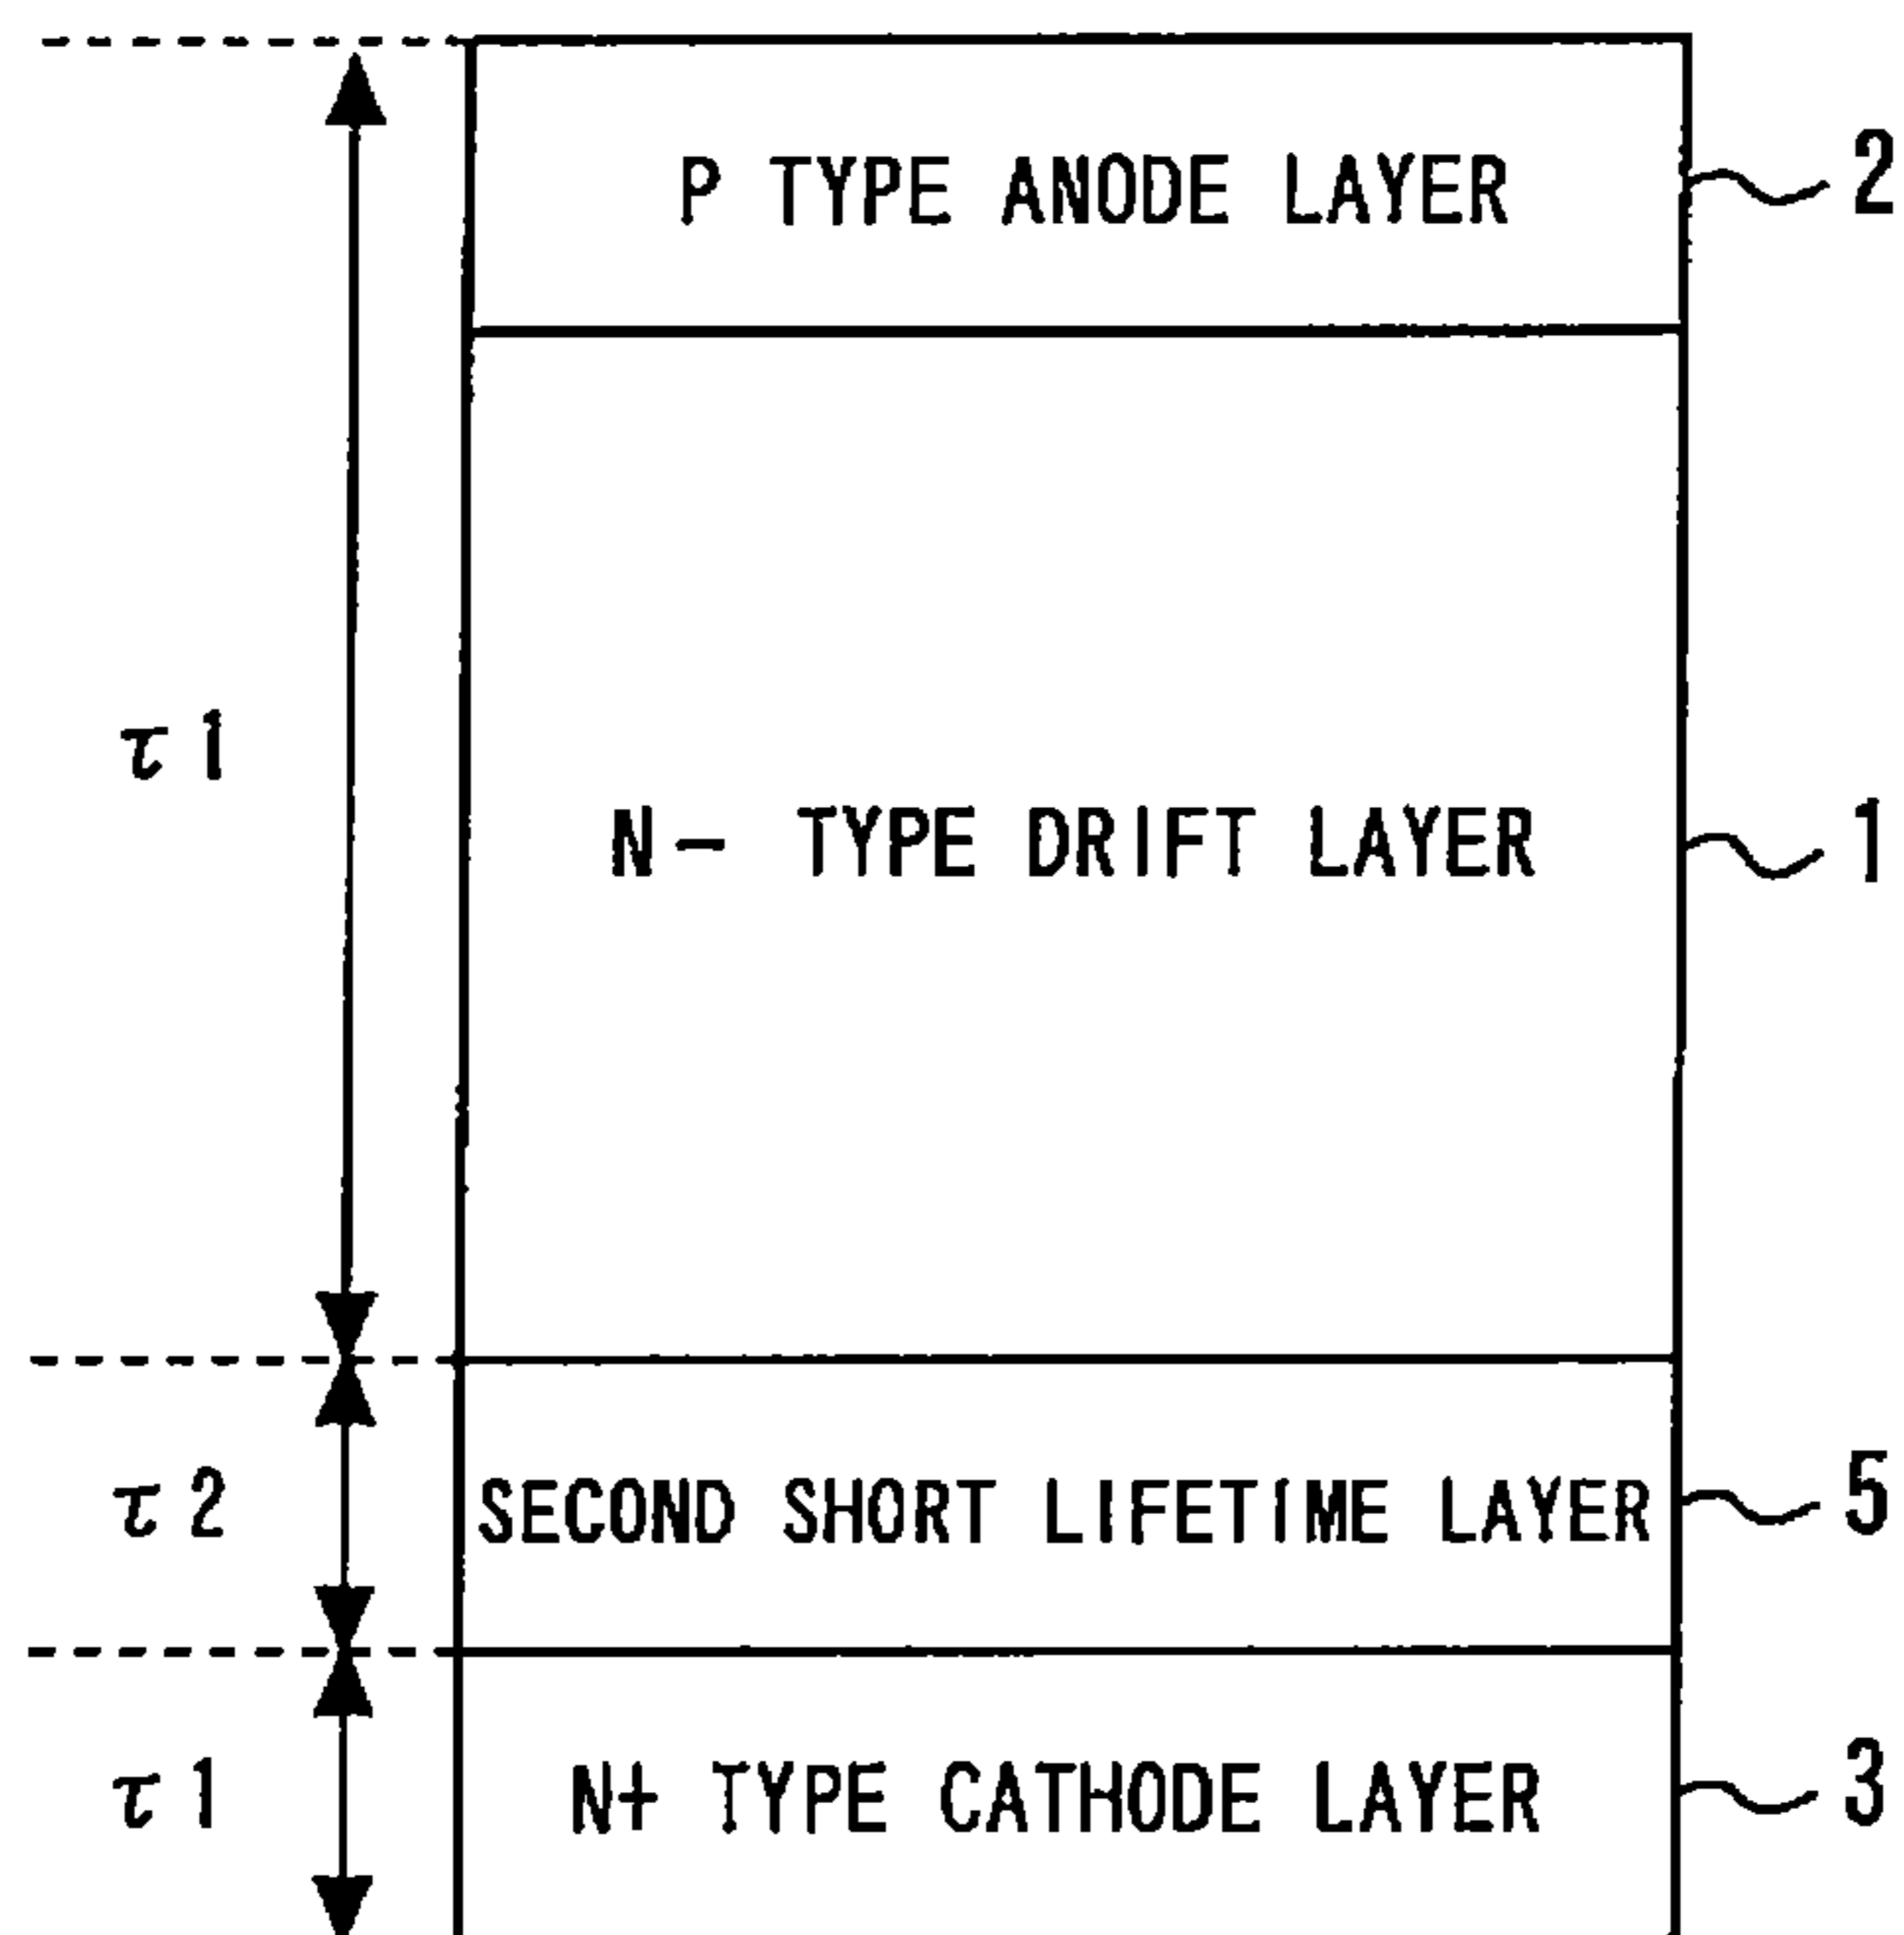 P TYPE ANODE LAYER
2
τ1
N- TYPE DRIFT LAYER
1
τ2
SECOND SHORT LIFETIME LAYER
5
τ1
N+ TYPE CATHODE LAYER
3